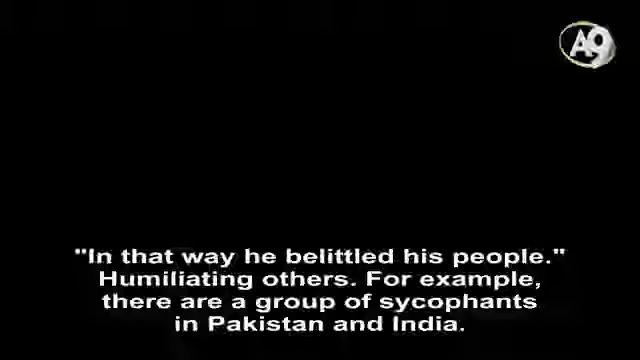 A9
"In that way he belittled his people."
Humiliating others. For example,
there are a group of sycophants
in Pakistan and India.